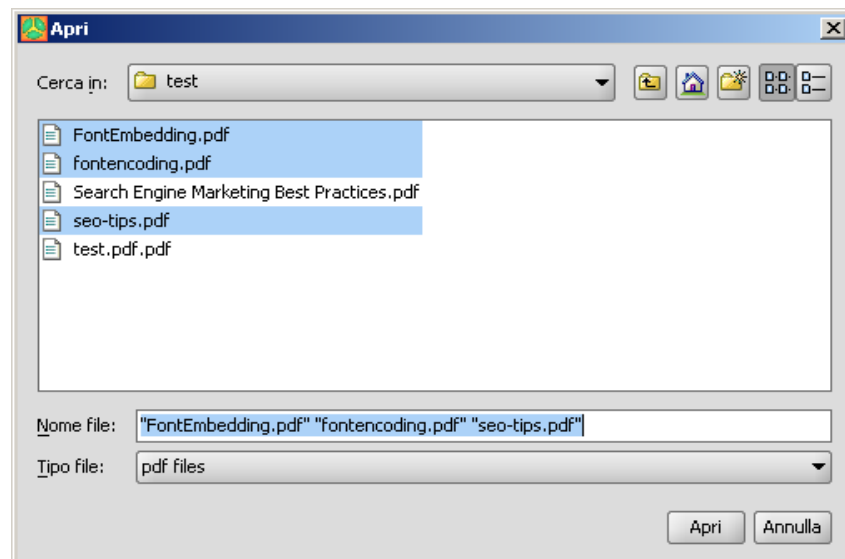 Apri
Cerca in: test
FontEmbedding.pdf
fontencoding.pdf
Search Engine Marketing Best Practices.pdf
seo-tips.pdf
test.pdf.pdf
Nome file: "FontEmbedding.pdf" "fontencoding.pdf" "seo-tips.pdf"
Tipo file: pdf files
Apri Annulla